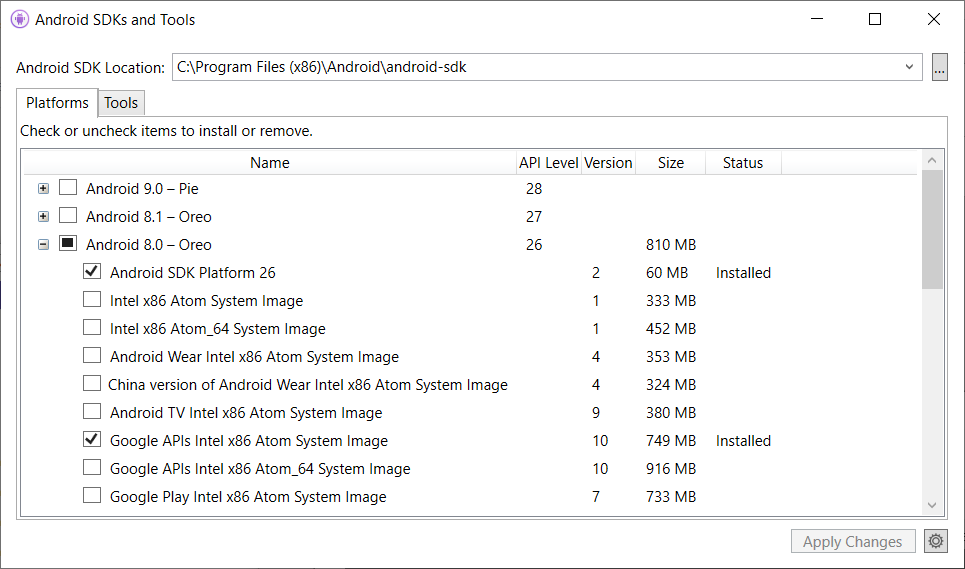 Android SDKs and Tools
Android SDK Location: C:\Program Files (x86)\Android\android-sdk ...
Platforms Tools
Check or uncheck items to install or remove.
Name API Level Version Size Status
Android 9.0 – Pie 28
Android 8.1 – Oreo 27
Android 8.0 – Oreo 26 810 MB
Android SDK Platform 26 2 60 MB Installed
Intel x86 Atom System Image 1 333 MB
Intel x86 Atom_64 System Image 1 452 MB
Android Wear Intel x86 Atom System Image 4 353 MB
China version of Android Wear Intel x86 Atom System Image 4 324 MB
Android TV Intel x86 Atom System Image 9 380 MB
Google APIs Intel x86 Atom System Image 10 749 MB Installed
Google APIs Intel x86 Atom_64 System Image 10 916 MB
Google Play Intel x86 Atom System Image 7 733 MB
Apply Changes